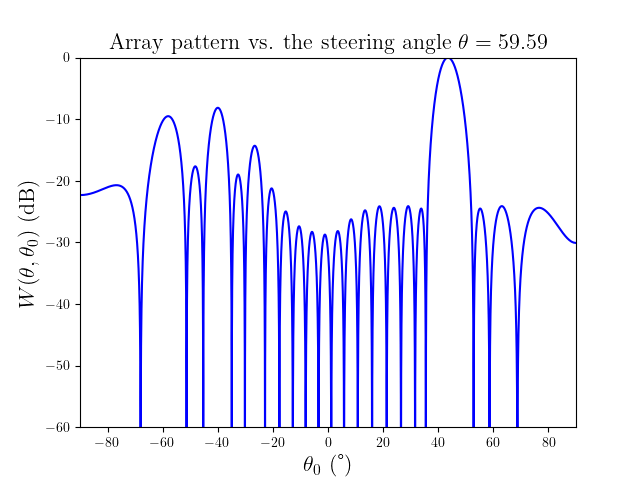 Array pattern vs. the steering angle θ = 59.59
0
−10
−20
−30
−40
−50
−60
W(θ, θ₀) (dB)
−80 −60 −40 −20 0 20 40 60 80
θ₀ (°)